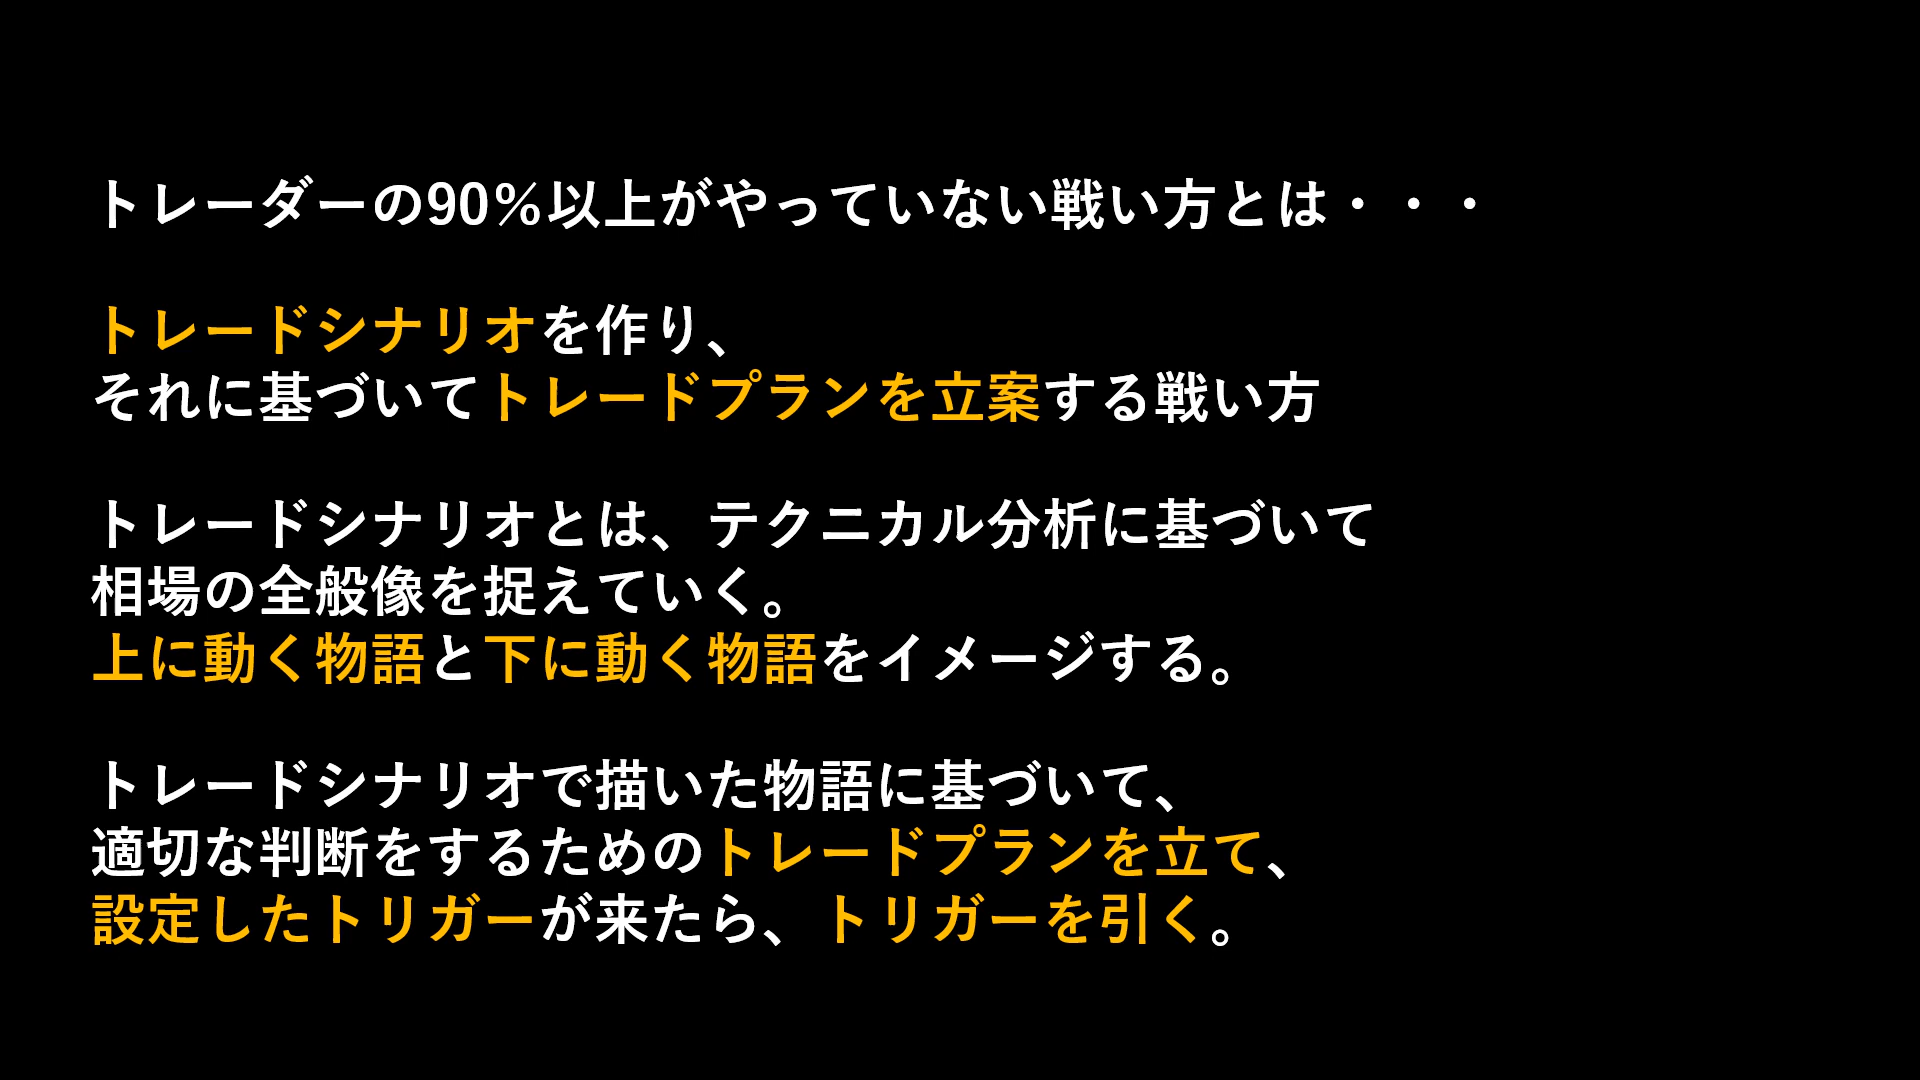 トレーダーの90％以上がやっていない戦い方とは・・・
トレードシナリオを作り、
それに基づいてトレードプランを立案する戦い方
トレードシナリオとは、テクニカル分析に基づいて
相場の全般像を捉えていく。
上に動く物語と下に動く物語をイメージする。
トレードシナリオで描いた物語に基づいて、
適切な判断をするためのトレードプランを立て、
設定したトリガーが来たら、トリガーを引く。